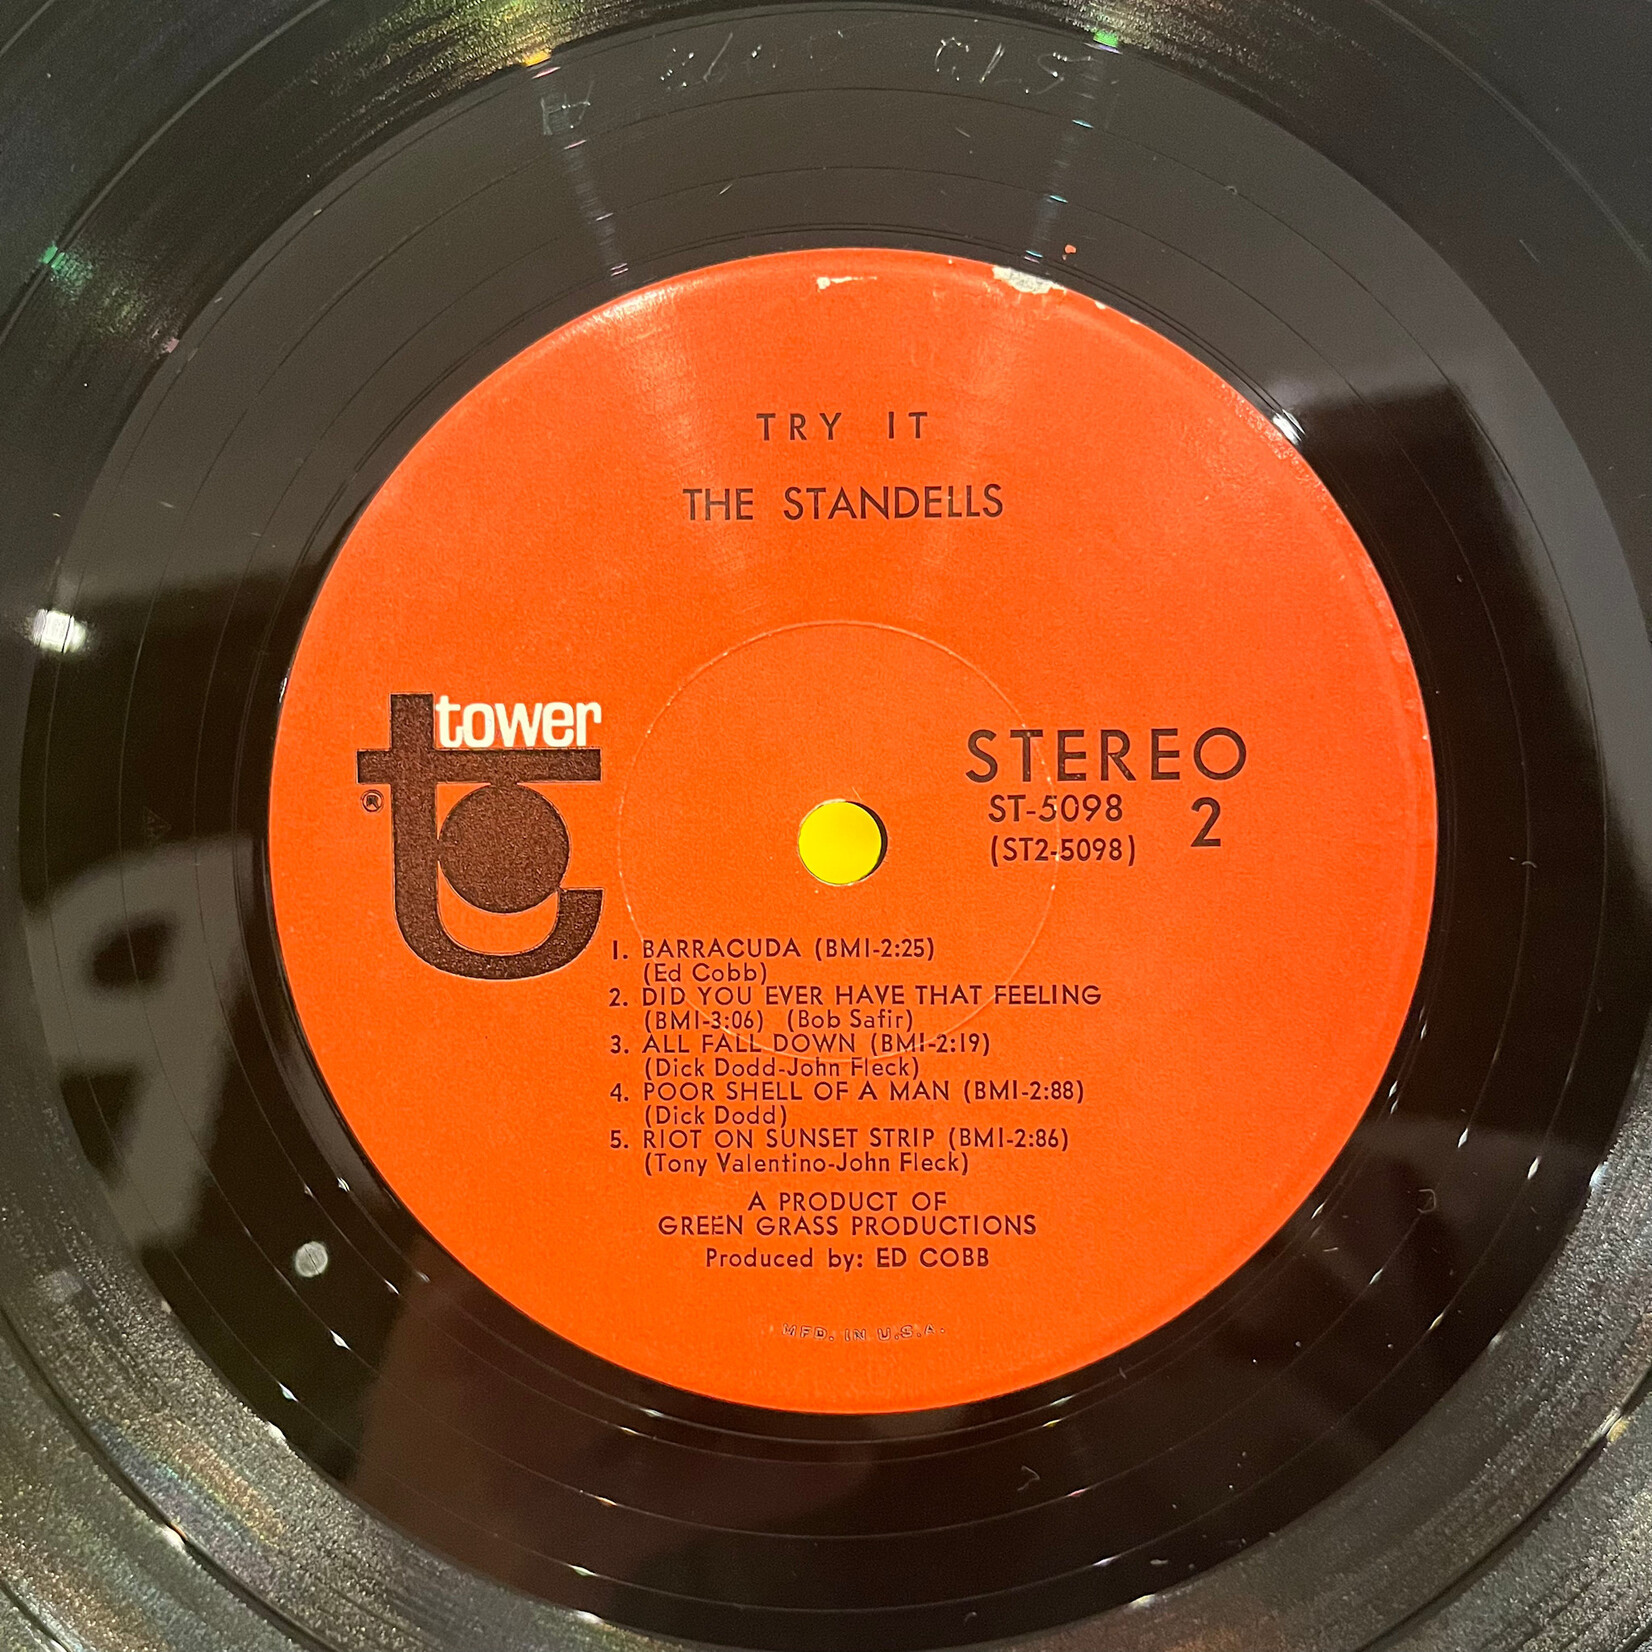 TRY IT
THE STANDELLS
tower
®
STEREO
ST-5098 2
(ST2-5098)
1. BARRACUDA (BMI-2:25)
(Ed Cobb)
2. DID YOU EVER HAVE THAT FEELING
(BMI-3:06) (Bob Safir)
3. ALL FALL DOWN (BMI-2:19)
(Dick Dodd-John Fleck)
4. POOR SHELL OF A MAN (BMI-2:88)
(Dick Dodd)
5. RIOT ON SUNSET STRIP (BMI-2:86)
(Tony Valentino-John Fleck)
A PRODUCT OF
GREEN GRASS PRODUCTIONS
Produced by: ED COBB
MFD. IN U.S.A.